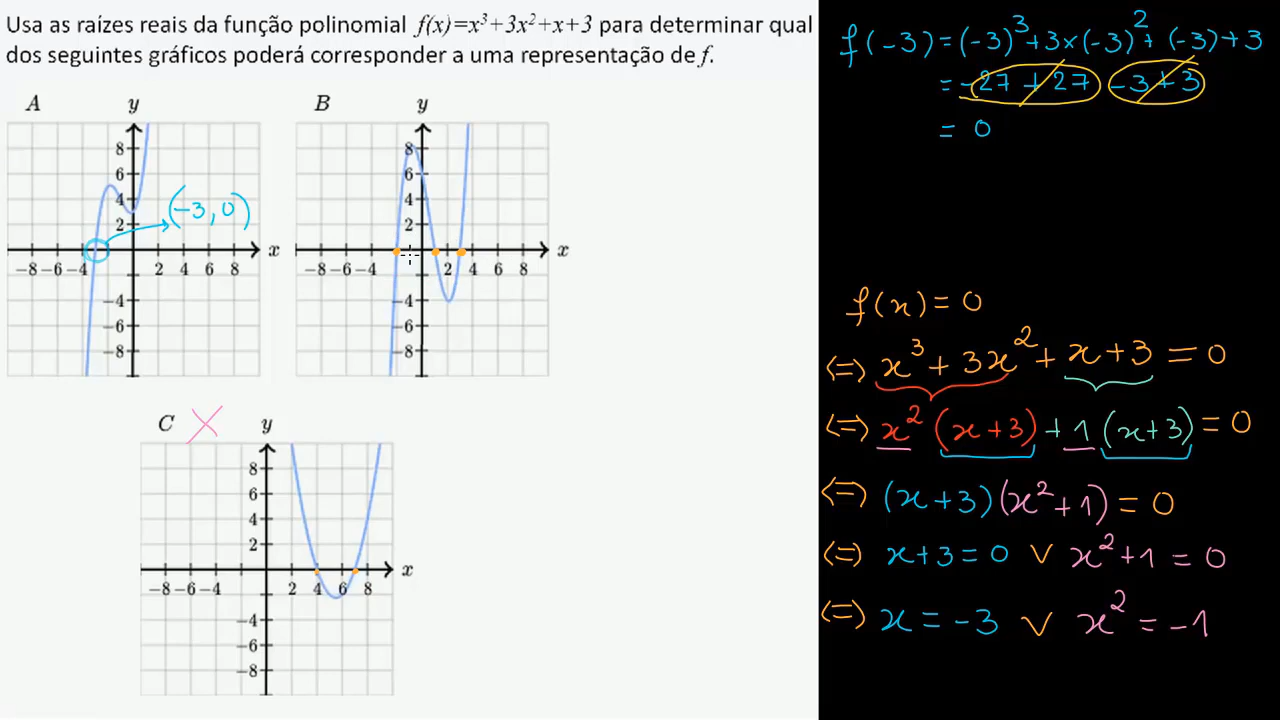 Usa as raízes reais da função polinomial f(x)=x³+3x²+x+3 para determinar qual
dos seguintes gráficos poderá corresponder a uma representação de f.
A y
8
6
4
2
-8 -6 -4 2 4 6 8 x
-4
-6
-8
(-3,0)
B y
8
6
4
2
-8 -6 -4 2 4 6 8 x
-4
-6
-8
C y
8
6
4
2
-8 -6 -4 2 4 6 8 x
-4
-6
-8
f(-3)=(-3)³+3×(-3)²+(-3)+3
= -27+27 -3+3
= 0
f(x)=0
⇔ x³+3x²+x+3=0
⇔ x²(x+3)+1(x+3)=0
⇔ (x+3)(x²+1)=0
⇔ x+3=0 ∨ x²+1=0
⇔ x=-3 ∨ x²=-1